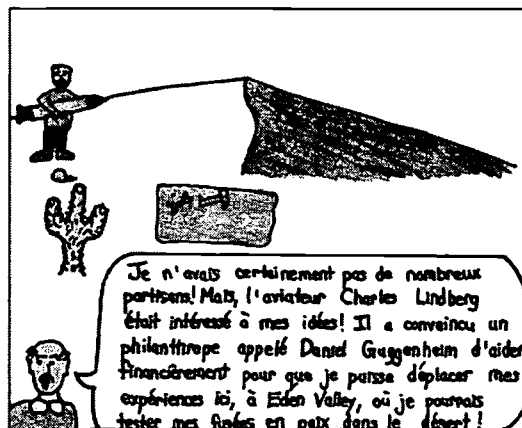 Je n'avais certainement pas de nombreux
partisans! Mais, l'aviateur Charles Lindberg
était intéressé à mes idées! Il a convaincu un
philanthrope appelé Daniel Guggenheim d'aider
financièrement pour que je puisse déplacer mes
expériences ici, à Eden Valley, où je pourrais
tester mes fusées en paix dans le désert!